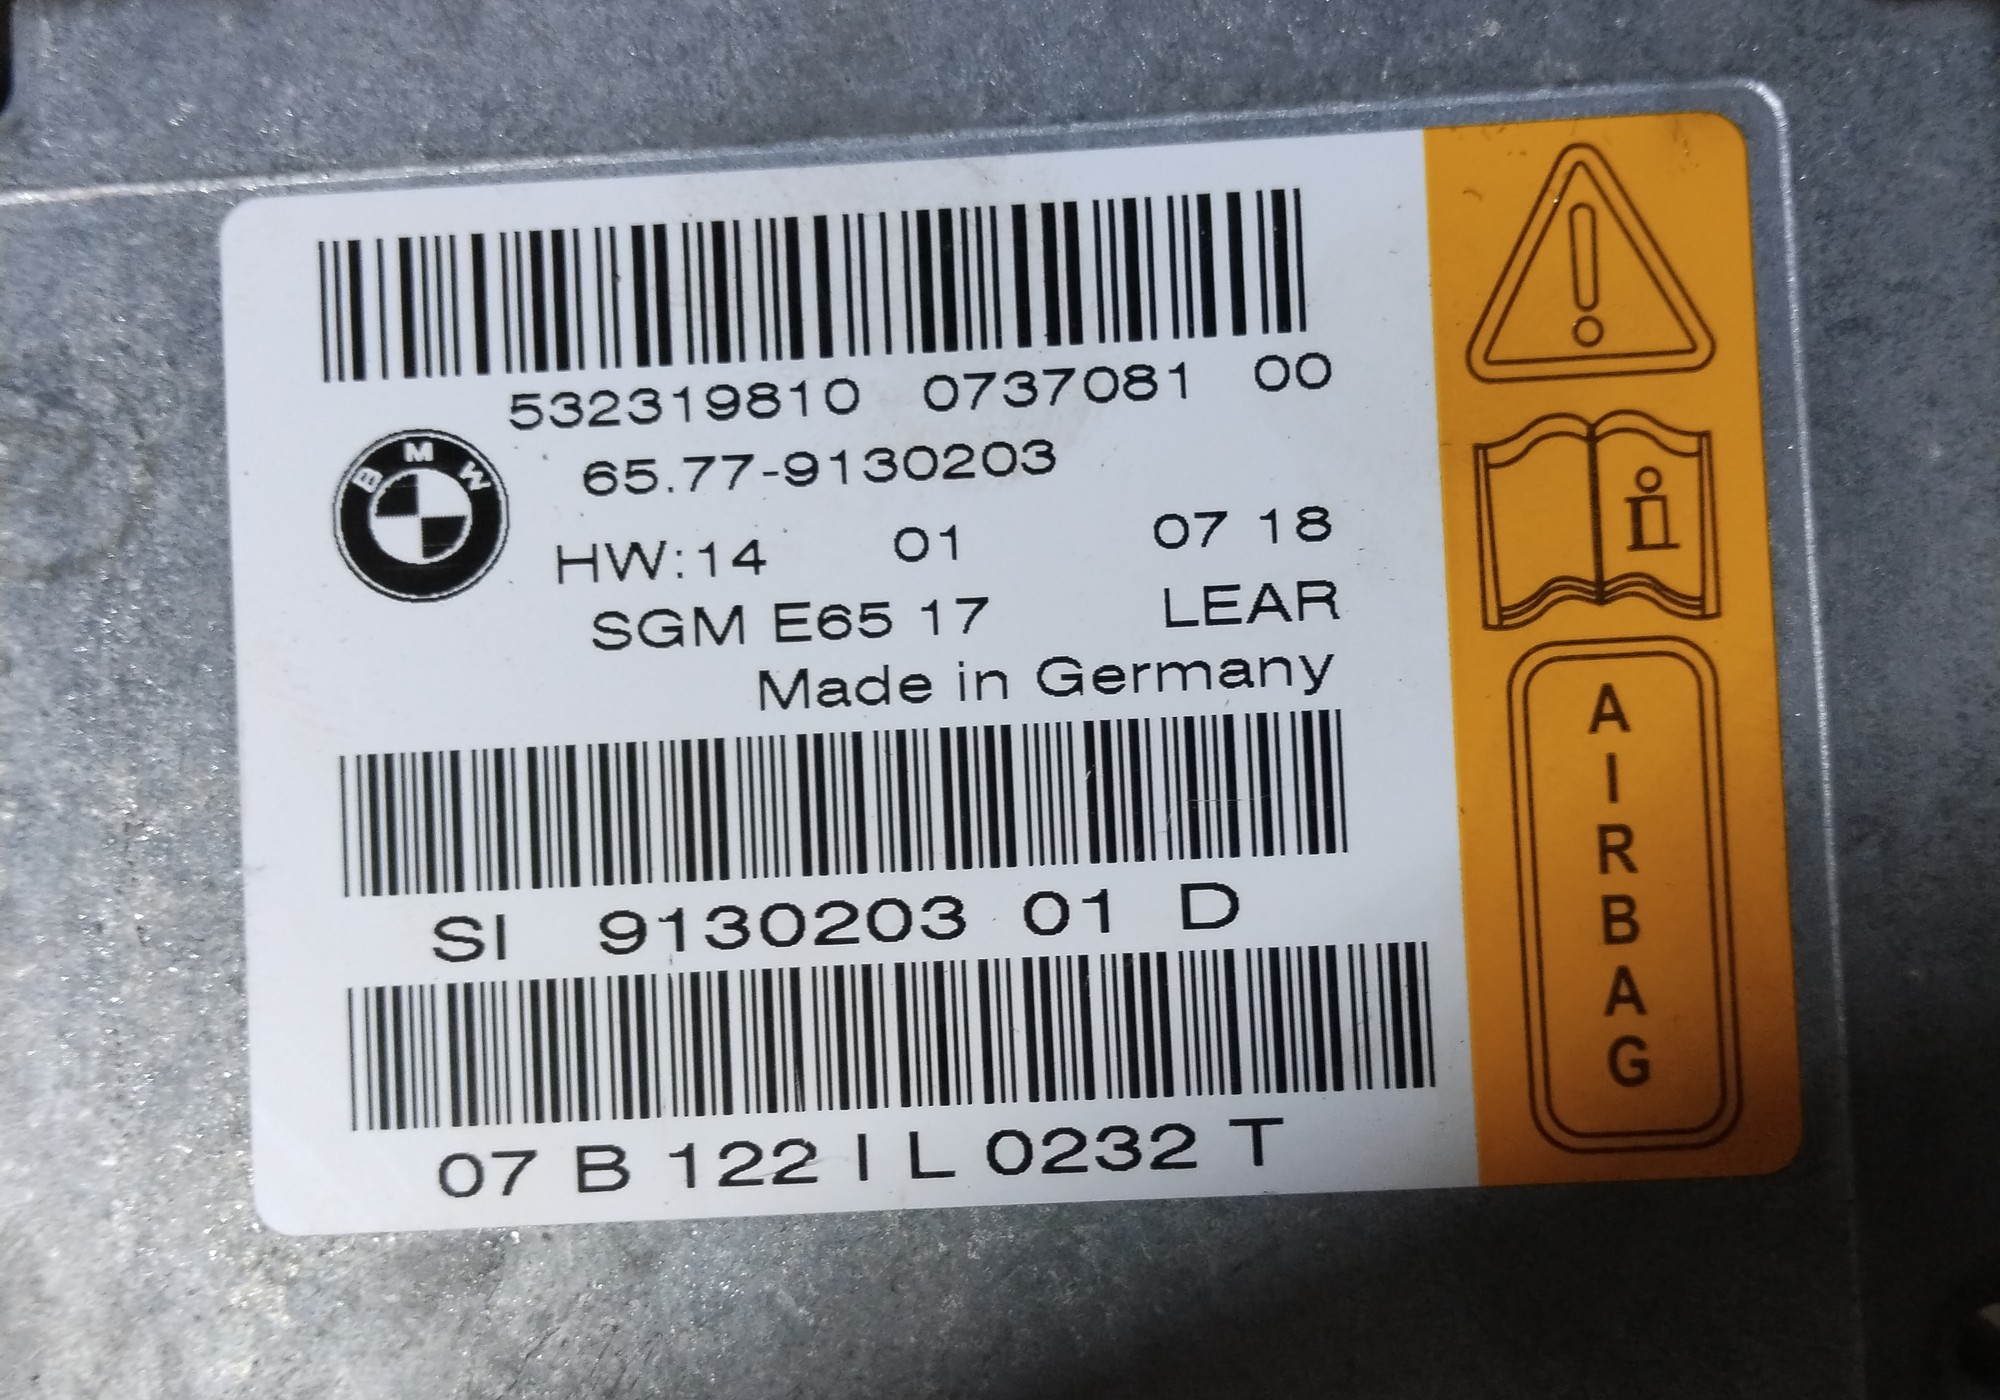 532319810 0737081 00
BMW
65.77-9130203
HW:14 01 07 18
SGM E65 17 LEAR
Made in Germany
SI 9130203 01 D
07 B 122 I L 0232 T
i
AIRBAG